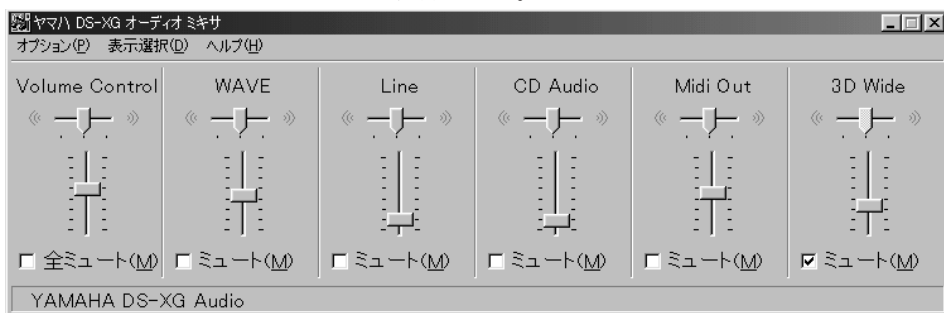 ヤマハ DS-XG オーディオ ミキサ
オプション(P) 表示選択(D) ヘルプ(H)
Volume Control WAVE Line CD Audio Midi Out 3D Wide
全ミュート(M) ミュート(M) ミュート(M) ミュート(M) ミュート(M) ミュート(M)
YAMAHA DS-XG Audio